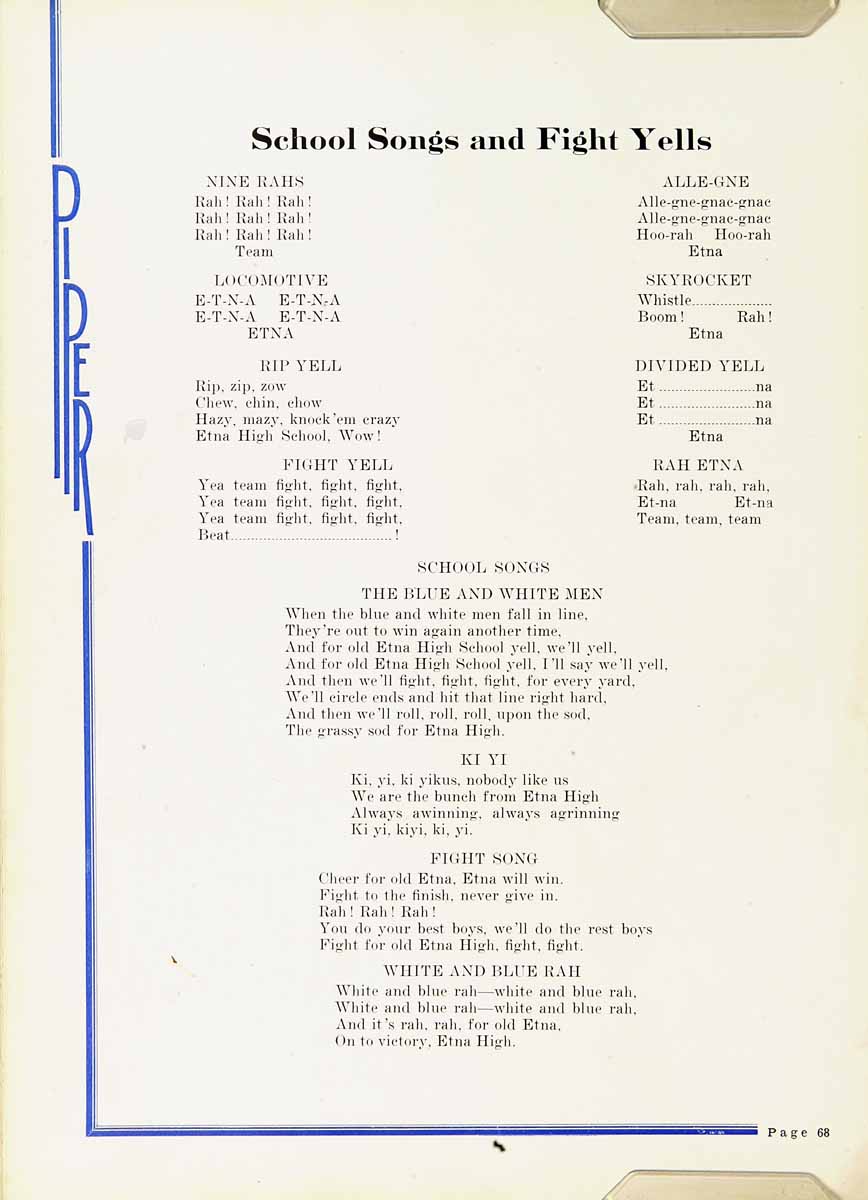 PIPER
School Songs and Fight Yells
NINE RAHS
Rah! Rah! Rah!
Rah! Rah! Rah!
Rah! Rah! Rah!
Team
LOCOMOTIVE
E-T-N-A E-T-N-A
E-T-N-A E-T-N-A
ETNA
RIP YELL
Rip, zip, zow
Chew, chin, chow
Hazy, mazy, knock'em crazy
Etna High School, Wow!
FIGHT YELL
Yea team fight, fight, fight,
Yea team fight, fight, fight,
Yea team fight, fight, fight,
Beat........................................!
ALLE-GNE
Alle-gne-gnac-gnac
Alle-gne-gnac-gnac
Hoo-rah Hoo-rah
Etna
SKYROCKET
Whistle....................
Boom! Rah!
Etna
DIVIDED YELL
Et ........................na
Et ........................na
Et ........................na
Etna
RAH ETNA
Rah, rah, rah, rah,
Et-na Et-na
Team, team, team
SCHOOL SONGS
THE BLUE AND WHITE MEN
When the blue and white men fall in line,
They're out to win again another time,
And for old Etna High School yell, we'll yell,
And for old Etna High School yell, I'll say we'll yell,
And then we'll fight, fight, fight, for every yard,
We'll circle ends and hit that line right hard,
And then we'll roll, roll, roll, upon the sod,
The grassy sod for Etna High.
KI YI
Ki, yi, ki yikus, nobody like us
We are the bunch from Etna High
Always awinning, always agrinning
Ki yi, kiyi, ki, yi.
FIGHT SONG
Cheer for old Etna, Etna will win.
Fight to the finish, never give in.
Rah! Rah! Rah!
You do your best boys, we'll do the rest boys
Fight for old Etna High, fight, fight.
WHITE AND BLUE RAH
White and blue rah—white and blue rah,
White and blue rah—white and blue rah,
And it's rah, rah, for old Etna,
On to victory, Etna High.
Page 68